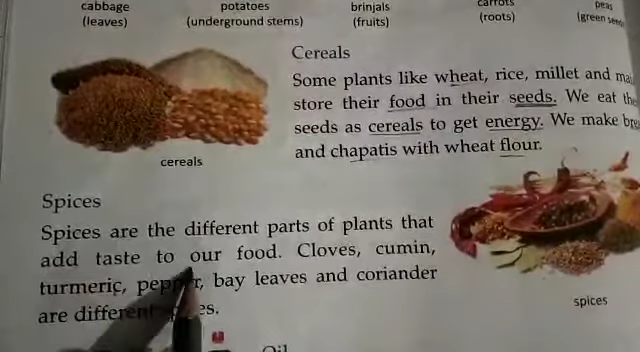 cabbage potatoes brinjals carrots peas
(leaves) (underground stems) (fruits) (roots) (green
Cereals
Some plants like wheat, rice, millet and
store their food in their seeds. We eat
seeds as cereals to get energy. We make
and chapatis with wheat flour.
cereals
Spices
Spices are the different parts of plants that
add taste to our food. Cloves, cumin,
turmeric, pepper, bay leaves and coriander
are different
spices
Oil